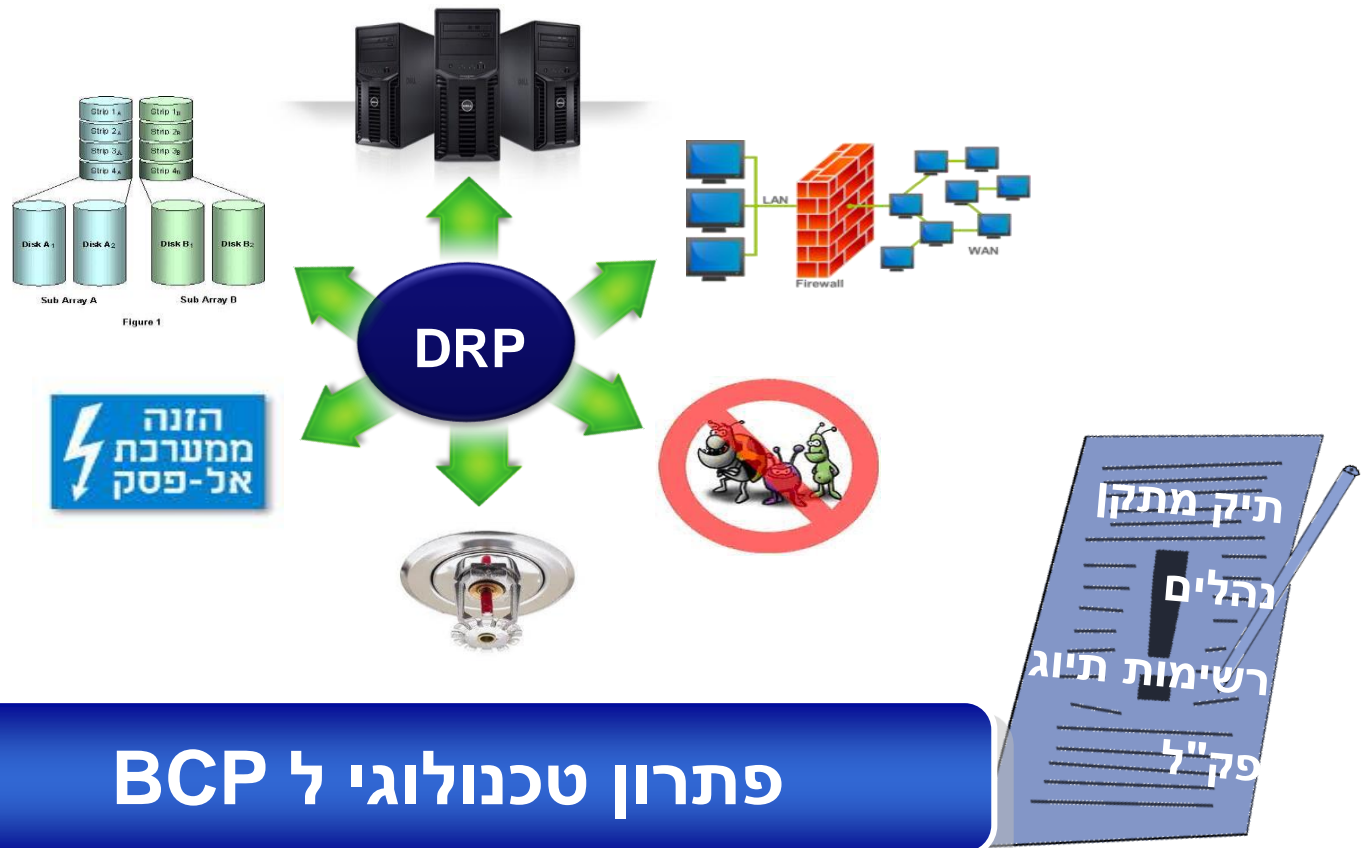 Strip 1A
Strip 2A
Strip 3A
Strip 4A
Strip 1B
Strip 2B
Strip 3B
Strip 4B
Disk A1
Disk A2
Disk B1
Disk B2
Sub Array A
Sub Array B
Figure 1
LAN
WAN
Firewall
DRP
הזנה
ממערכת
אל-פסק
תיק מתקן
נהלים
רשימות תיוג
פק"ל
פתרון טכנולוגי ל BCP